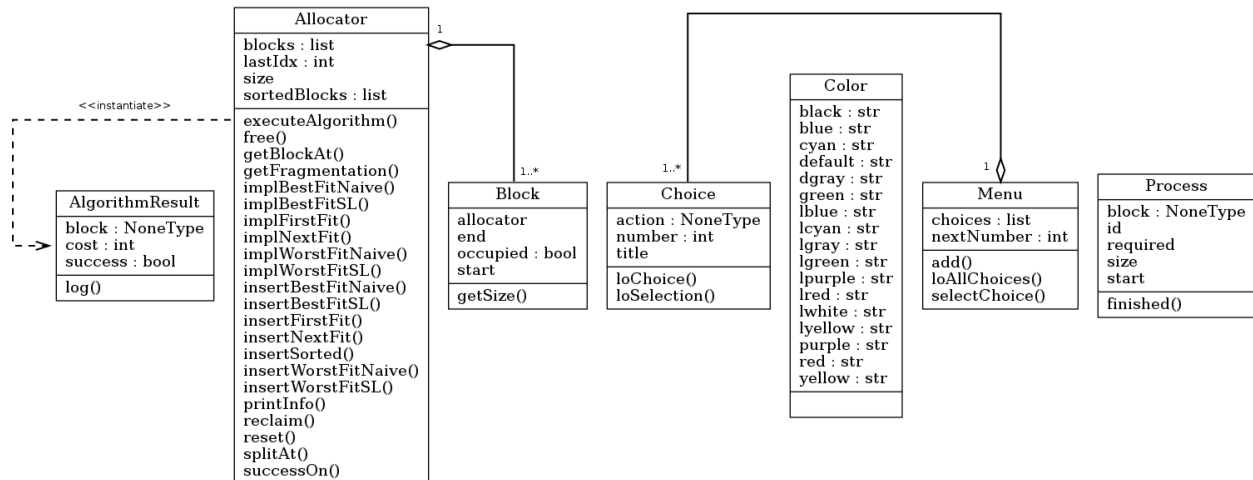 Allocator
blocks : list
lastIdx : int
size
sortedBlocks : list
executeAlgorithm()
free()
getBlockAt()
getFragmentation()
implBestFitNaive()
implBestFitSL()
implFirstFit()
implNextFit()
implWorstFitNaive()
implWorstFitSL()
insertBestFitNaive()
insertBestFitSL()
insertFirstFit()
insertNextFit()
insertSorted()
insertWorstFitNaive()
insertWorstFitSL()
printInfo()
reclaim()
reset()
splitAt()
successOn()
<<instantiate>>
AlgorithmResult
block : NoneType
cost : int
success : bool
log()
1
1..*
Block
allocator
end
occupied : bool
start
getSize()
1..*
Choice
action : NoneType
number : int
title
loChoice()
loSelection()
Color
black : str
blue : str
cyan : str
default : str
dgray : str
green : str
lblue : str
lcyan : str
lgray : str
lgreen : str
lpurple : str
lred : str
lwhite : str
lyellow : str
purple : str
red : str
yellow : str
1
Menu
choices : list
nextNumber : int
add()
loAllChoices()
selectChoice()
Process
block : NoneType
id
required
size
start
finished()